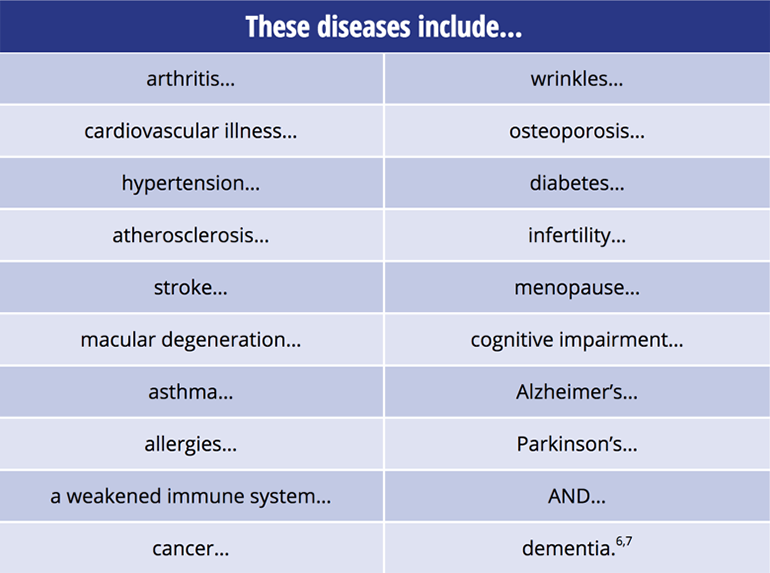 These diseases include...
arthritis... wrinkles...
cardiovascular illness... osteoporosis...
hypertension... diabetes...
atherosclerosis... infertility...
stroke... menopause...
macular degeneration... cognitive impairment...
asthma... Alzheimer’s...
allergies... Parkinson’s...
a weakened immune system... AND...
cancer... dementia.6,7